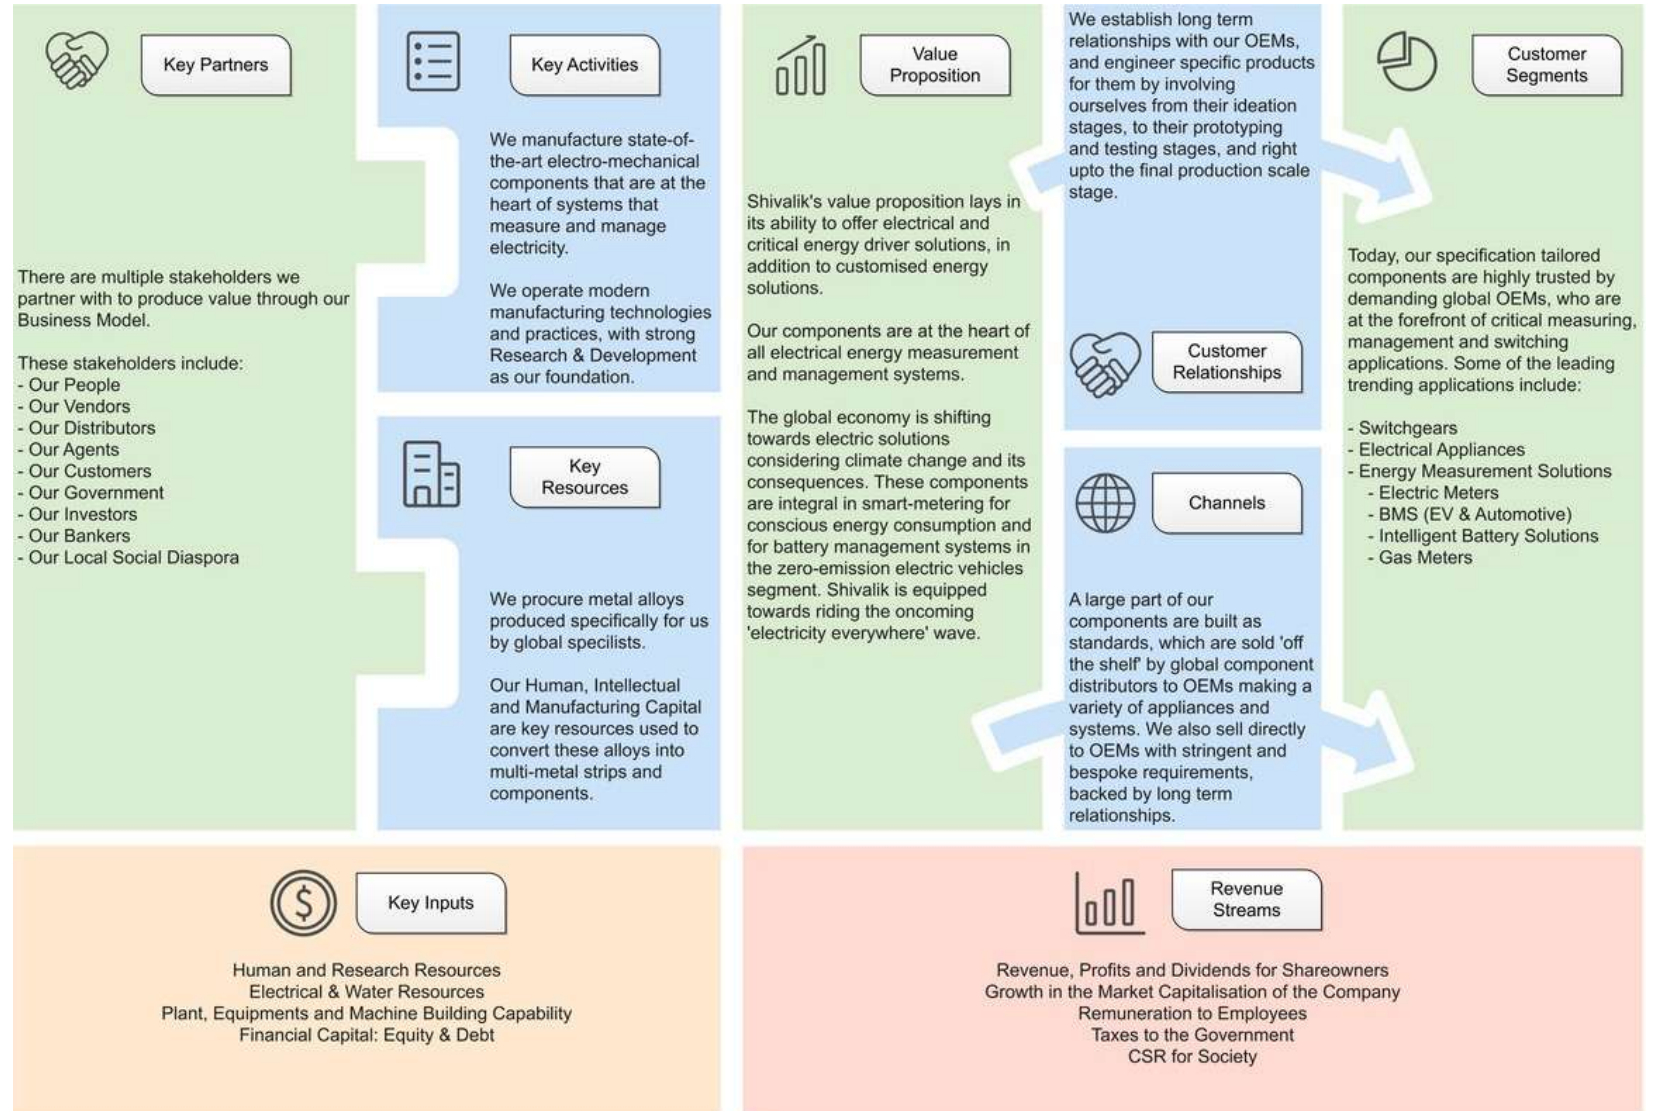 Key Partners
There are multiple stakeholders we
partner with to produce value through our
Business Model.
These stakeholders include:
- Our People
- Our Vendors
- Our Distributors
- Our Agents
- Our Customers
- Our Government
- Our Investors
- Our Bankers
- Our Local Social Diaspora
Key Activities
We manufacture state-of-
the-art electro-mechanical
components that are at the
heart of systems that
measure and manage
electricity.
We operate modern
manufacturing technologies
and practices, with strong
Research & Development
as our foundation.
Key
Resources
We procure metal alloys
produced specifically for us
by global specilists.
Our Human, Intellectual
and Manufacturing Capital
are key resources used to
convert these alloys into
multi-metal strips and
components.
Value
Proposition
Shivalik's value proposition lays in
its ability to offer electrical and
critical energy driver solutions, in
addition to customised energy
solutions.
Our components are at the heart of
all electrical energy measurement
and management systems.
The global economy is shifting
towards electric solutions
considering climate change and its
consequences. These components
are integral in smart-metering for
conscious energy consumption and
for battery management systems in
the zero-emission electric vehicles
segment. Shivalik is equipped
towards riding the oncoming
'electricity everywhere' wave.
We establish long term
relationships with our OEMs,
and engineer specific products
for them by involving
ourselves from their ideation
stages, to their prototyping
and testing stages, and right
upto the final production scale
stage.
Customer
Relationships
Channels
A large part of our
components are built as
standards, which are sold 'off
the shelf' by global component
distributors to OEMs making a
variety of appliances and
systems. We also sell directly
to OEMs with stringent and
bespoke requirements,
backed by long term
relationships.
Customer
Segments
Today, our specification tailored
components are highly trusted by
demanding global OEMs, who are
at the forefront of critical measuring,
management and switching
applications. Some of the leading
trending applications include:
- Switchgears
- Electrical Appliances
- Energy Measurement Solutions
- Electric Meters
- BMS (EV & Automotive)
- Intelligent Battery Solutions
- Gas Meters
Key Inputs
Human and Research Resources
Electrical & Water Resources
Plant, Equipments and Machine Building Capability
Financial Capital: Equity & Debt
Revenue
Streams
Revenue, Profits and Dividends for Shareowners
Growth in the Market Capitalisation of the Company
Remuneration to Employees
Taxes to the Government
CSR for Society